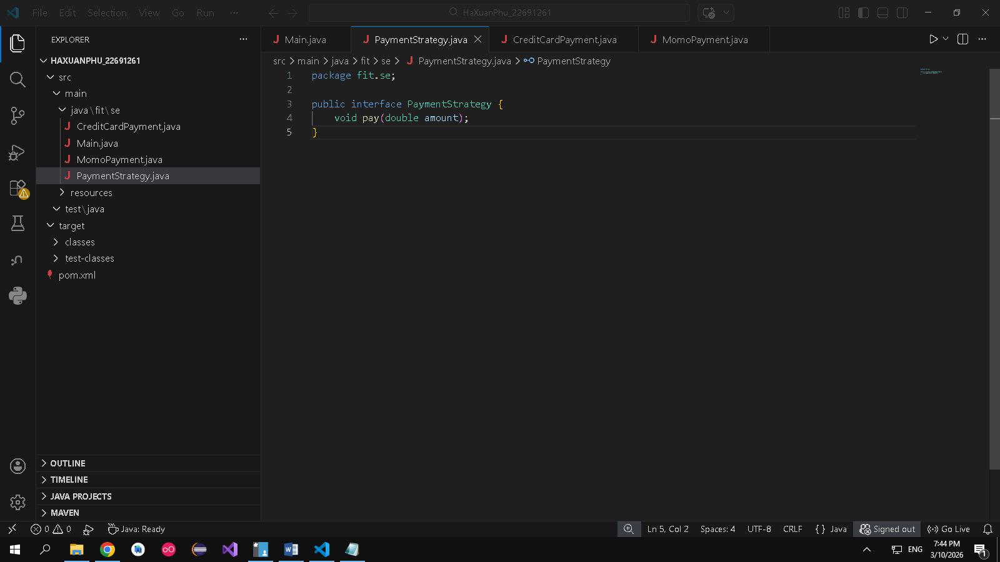 File Edit Selection View Go Run ···
HaXuanPhu_22691261
EXPLORER ···
HAXUANPHU_22691261
src
main
java\fit\se
CreditCardPayment.java
Main.java
MomoPayment.java
PaymentStrategy.java
resources
test\java
target
classes
test-classes
pom.xml
OUTLINE
TIMELINE
JAVA PROJECTS
MAVEN
Main.java PaymentStrategy.java CreditCardPayment.java MomoPayment.java
src > main > java > fit > se > PaymentStrategy.java > PaymentStrategy
1 package fit.se;
2
3 public interface PaymentStrategy {
4 void pay(double amount);
5 }
0 0 Java: Ready Ln 5, Col 2 Spaces: 4 UTF-8 CRLF {} Java Signed out Go Live
ENG
7:44 PM
3/10/2026
1